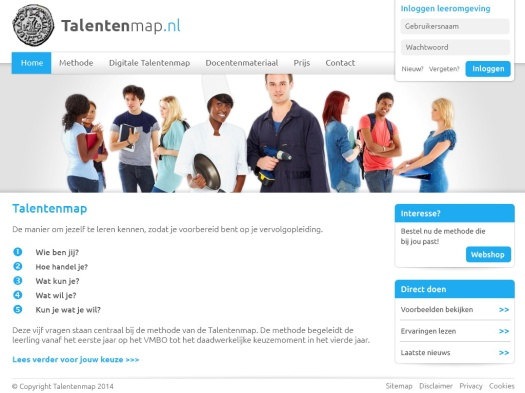 Talentenmap.nl
Inloggen leeromgeving
Gebruikersnaam
Wachtwoord
Nieuw? Vergeten? Inloggen
Home Methode Digitale Talentenmap Docentenmateriaal Prijs Contact
Talentenmap
De manier om jezelf te leren kennen, zodat je voorbereid bent op je vervolgopleiding.
1 Wie ben jij?
2 Hoe handel je?
3 Wat kun je?
4 Wat wil je?
5 Kun je wat je wil?
Deze vijf vragen staan centraal bij de methode van de Talentenmap. De methode begeleidt de
leerling vanaf het eerste jaar op het VMBO tot het daadwerkelijke keuzemoment in het vierde jaar.
Lees verder voor jouw keuze >>>
Interesse?
Bestel nu de methode die
bij jou past!
Webshop
Direct doen
Voorbeelden bekijken >>
Ervaringen lezen >>
Laatste nieuws >>
© Copyright Talentenmap 2014
Sitemap Disclaimer Privacy Cookies